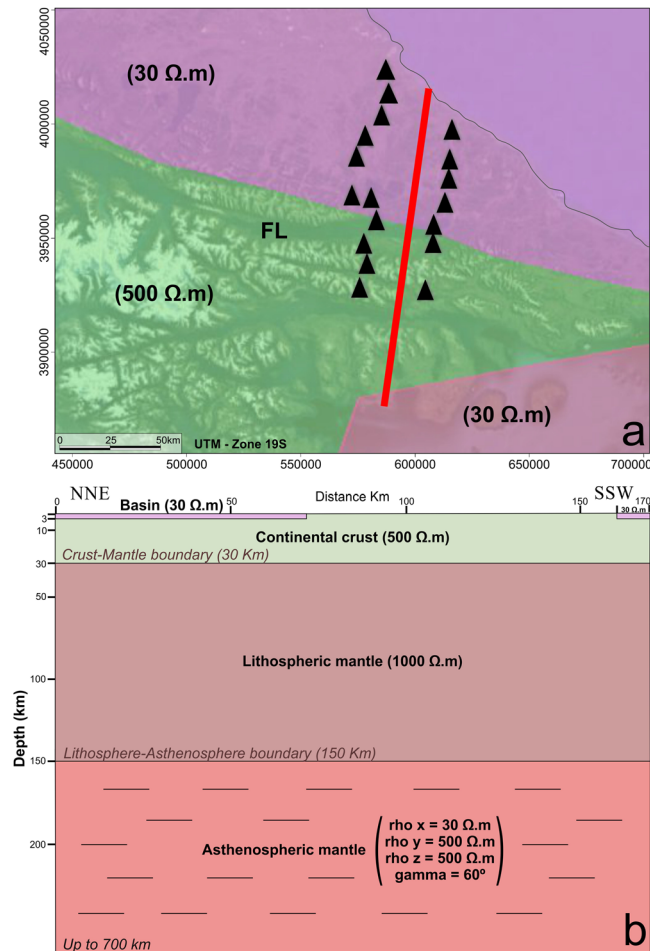 4050000
4000000
3950000
3900000
(30 Ω.m)
FL
(500 Ω.m)
(30 Ω.m)
0 25 50km
UTM - Zone 19S
a
450000 500000 550000 600000 650000 700000
NNE Distance Km SSW
0 50 100 150 170
Basin (30 Ω.m) 30 Ω.m
3
10
30
50
100
150
200
Depth (km)
Continental crust (500 Ω.m)
Crust-Mantle boundary (30 Km)
Lithospheric mantle (1000 Ω.m)
Lithosphere-Asthenosphere boundary (150 Km)
Asthenospheric mantle
rho x = 30 Ω.m
rho y = 500 Ω.m
rho z = 500 Ω.m
gamma = 60º
Up to 700 km
b